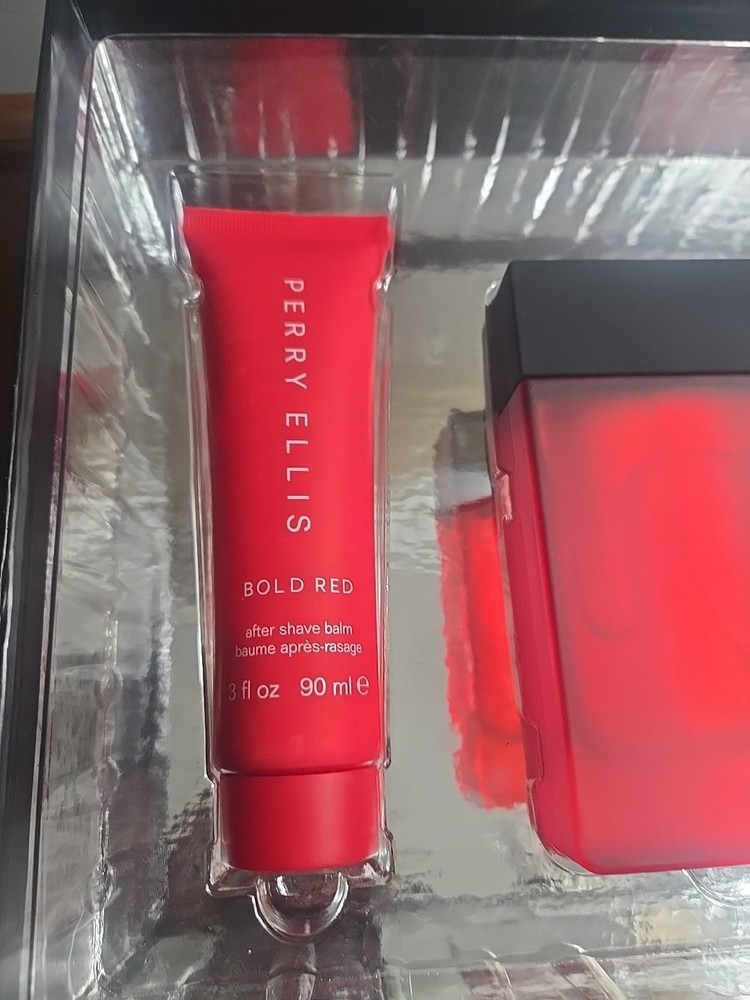 PERRY ELLIS
BOLD RED
after shave balm
baume après-rasage
3 fl oz 90 ml ℮